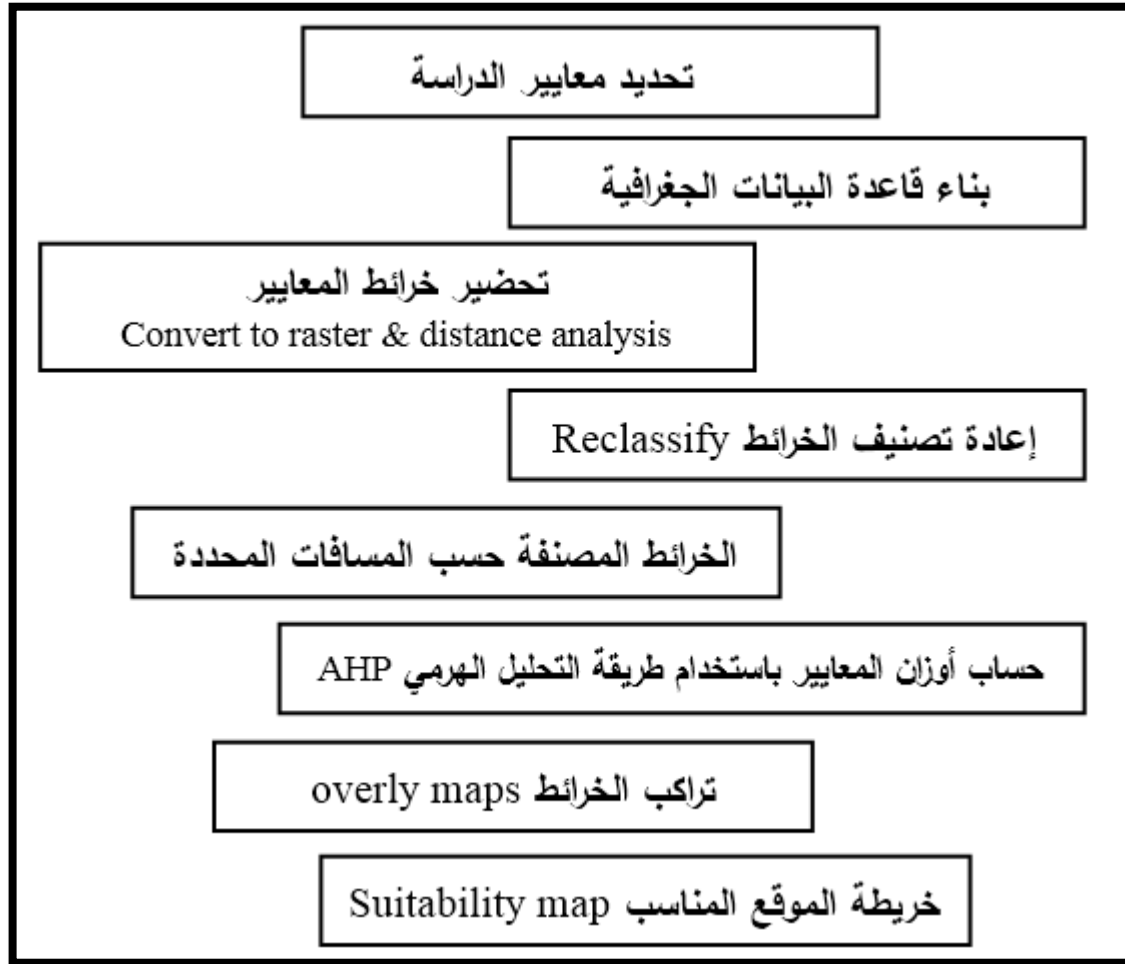 تحديد معايير الدراسة
بناء قاعدة البيانات الجغرافية
تحضير خرائط المعايير
Convert to raster & distance analysis
إعادة تصنيف الخرائط Reclassify
الخرائط المصنفة حسب المسافات المحددة
حساب أوزان المعايير باستخدام طريقة التحليل الهرمي AHP
تراكب الخرائط overly maps
خريطة الموقع المناسب Suitability map